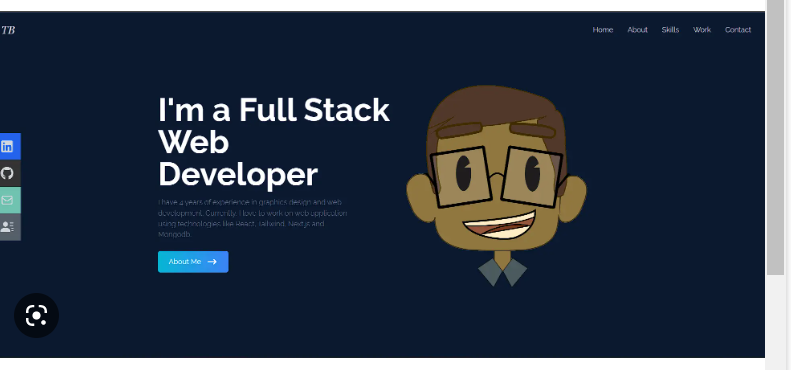 TB
Home About Skills Work Contact
I'm a Full Stack
Web
Developer
I have 4 years of experience in graphics design and web
development. Currently, I love to work on web application
using technologies like React, Tailwind, Nextjs and
Mongodb.
About Me